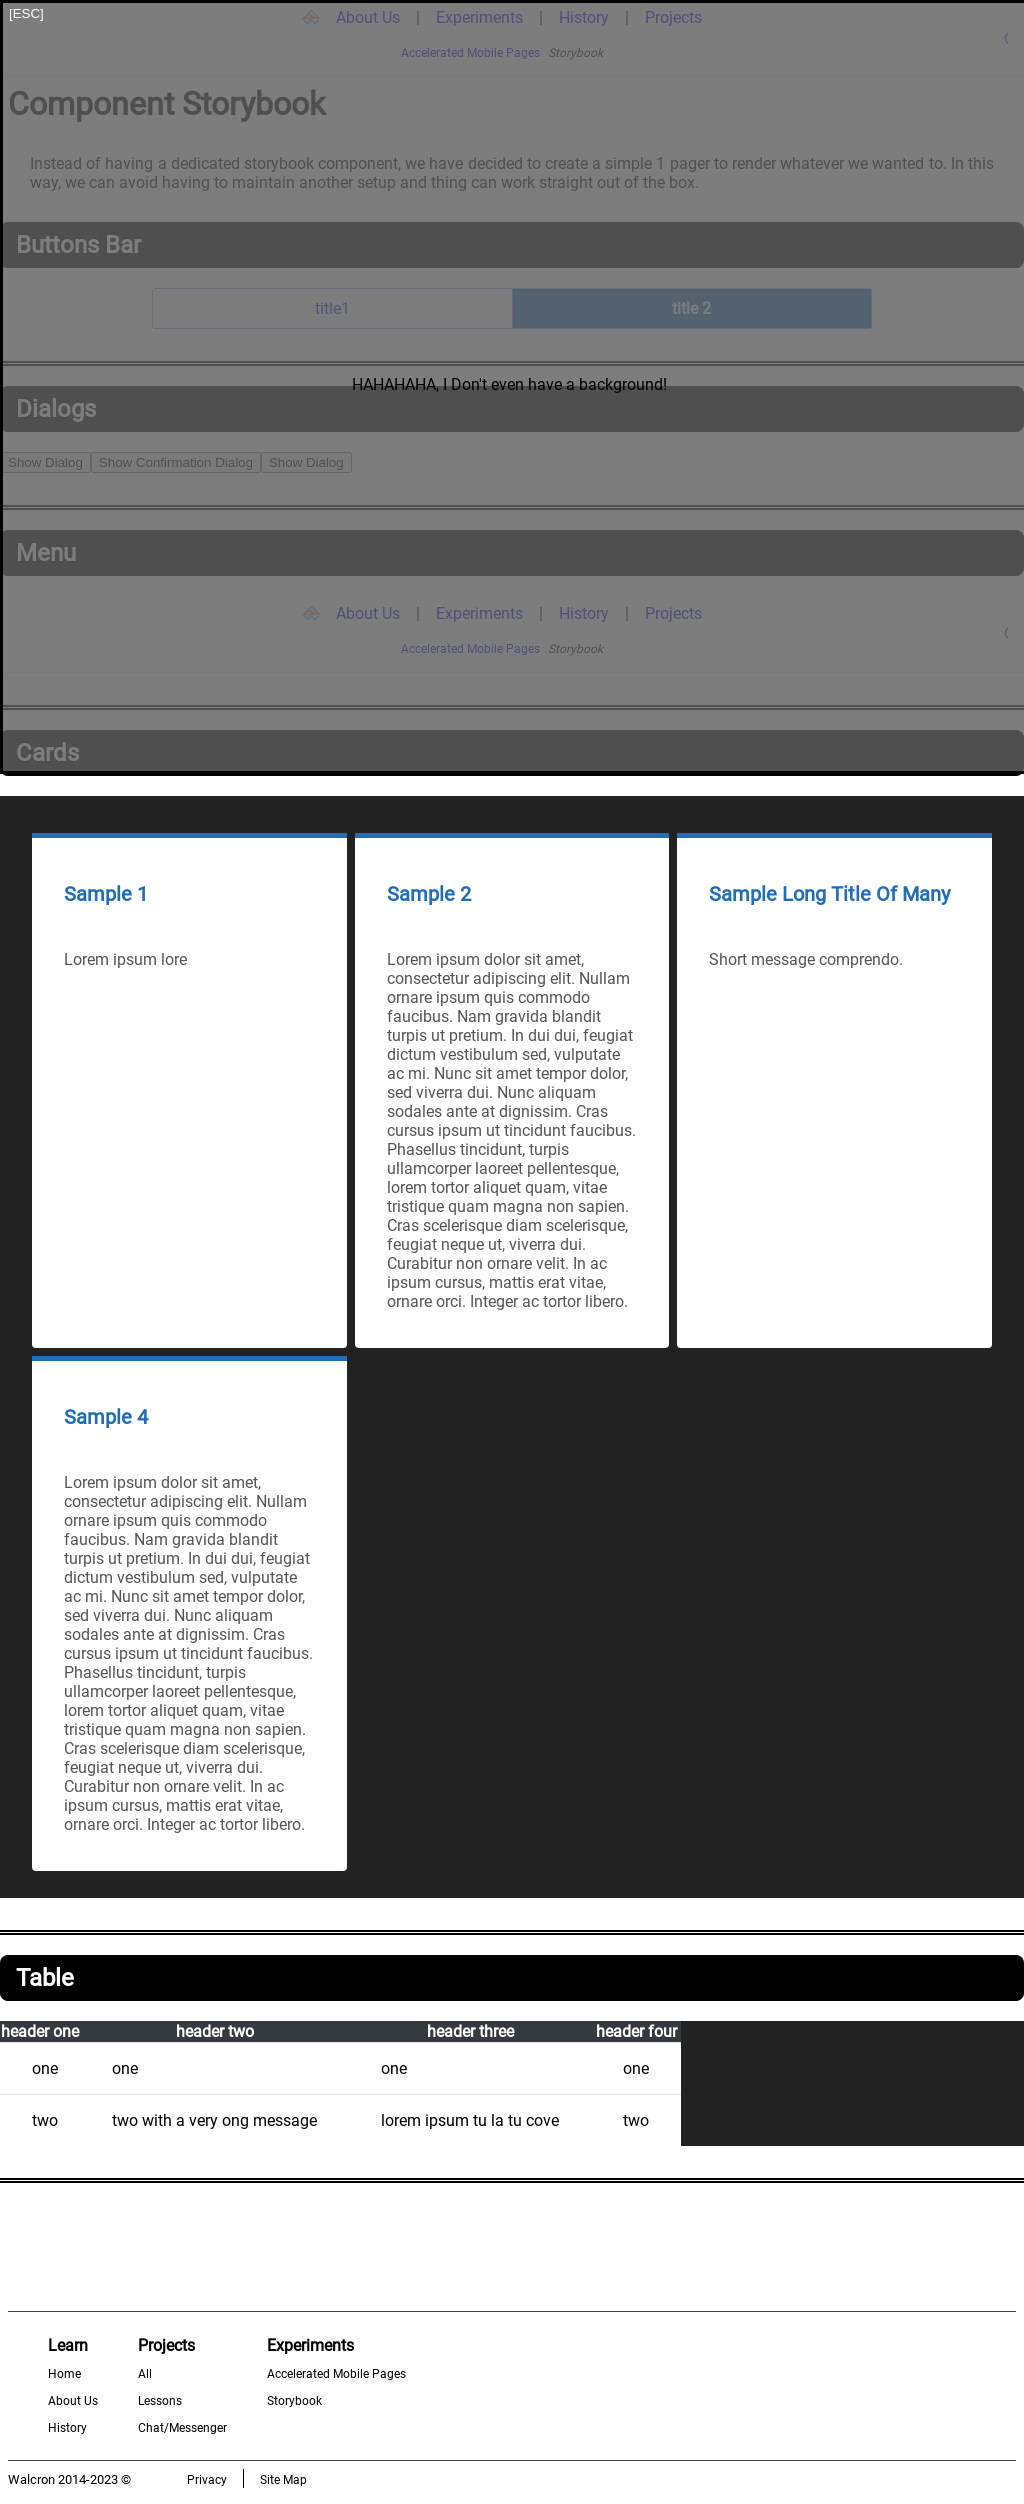 [ESC]
About Us | Experiments | History | Projects
Accelerated Mobile Pages Storybook
Component Storybook
Instead of having a dedicated storybook component, we have decided to create a simple 1 pager to render whatever we wanted to. In this
way, we can avoid having to maintain another setup and thing can work straight out of the box.
Buttons Bar
title1 title 2
HAHAHAHA, I Don't even have a background!
Dialogs
Show Dialog Show Confirmation Dialog Show Dialog
Menu
About Us | Experiments | History | Projects
Accelerated Mobile Pages Storybook
Cards
Sample 1
Lorem ipsum lore
Sample 2
Lorem ipsum dolor sit amet,
consectetur adipiscing elit. Nullam
ornare ipsum quis commodo
faucibus. Nam gravida blandit
turpis ut pretium. In dui dui, feugiat
dictum vestibulum sed, vulputate
ac mi. Nunc sit amet tempor dolor,
sed viverra dui. Nunc aliquam
sodales ante at dignissim. Cras
cursus ipsum ut tincidunt faucibus.
Phasellus tincidunt, turpis
ullamcorper laoreet pellentesque,
lorem tortor aliquet quam, vitae
tristique quam magna non sapien.
Cras scelerisque diam scelerisque,
feugiat neque ut, viverra dui.
Curabitur non ornare velit. In ac
ipsum cursus, mattis erat vitae,
ornare orci. Integer ac tortor libero.
Sample Long Title Of Many
Short message comprendo.
Sample 4
Lorem ipsum dolor sit amet,
consectetur adipiscing elit. Nullam
ornare ipsum quis commodo
faucibus. Nam gravida blandit
turpis ut pretium. In dui dui, feugiat
dictum vestibulum sed, vulputate
ac mi. Nunc sit amet tempor dolor,
sed viverra dui. Nunc aliquam
sodales ante at dignissim. Cras
cursus ipsum ut tincidunt faucibus.
Phasellus tincidunt, turpis
ullamcorper laoreet pellentesque,
lorem tortor aliquet quam, vitae
tristique quam magna non sapien.
Cras scelerisque diam scelerisque,
feugiat neque ut, viverra dui.
Curabitur non ornare velit. In ac
ipsum cursus, mattis erat vitae,
ornare orci. Integer ac tortor libero.
Table
header one header two header three header four
one one one one
two two with a very ong message lorem ipsum tu la tu cove two
Learn
Home
About Us
History
Projects
All
Lessons
Chat/Messenger
Experiments
Accelerated Mobile Pages
Storybook
Walcron 2014-2023 © Privacy Site Map